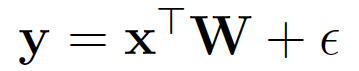 y = x⊤W + ϵ